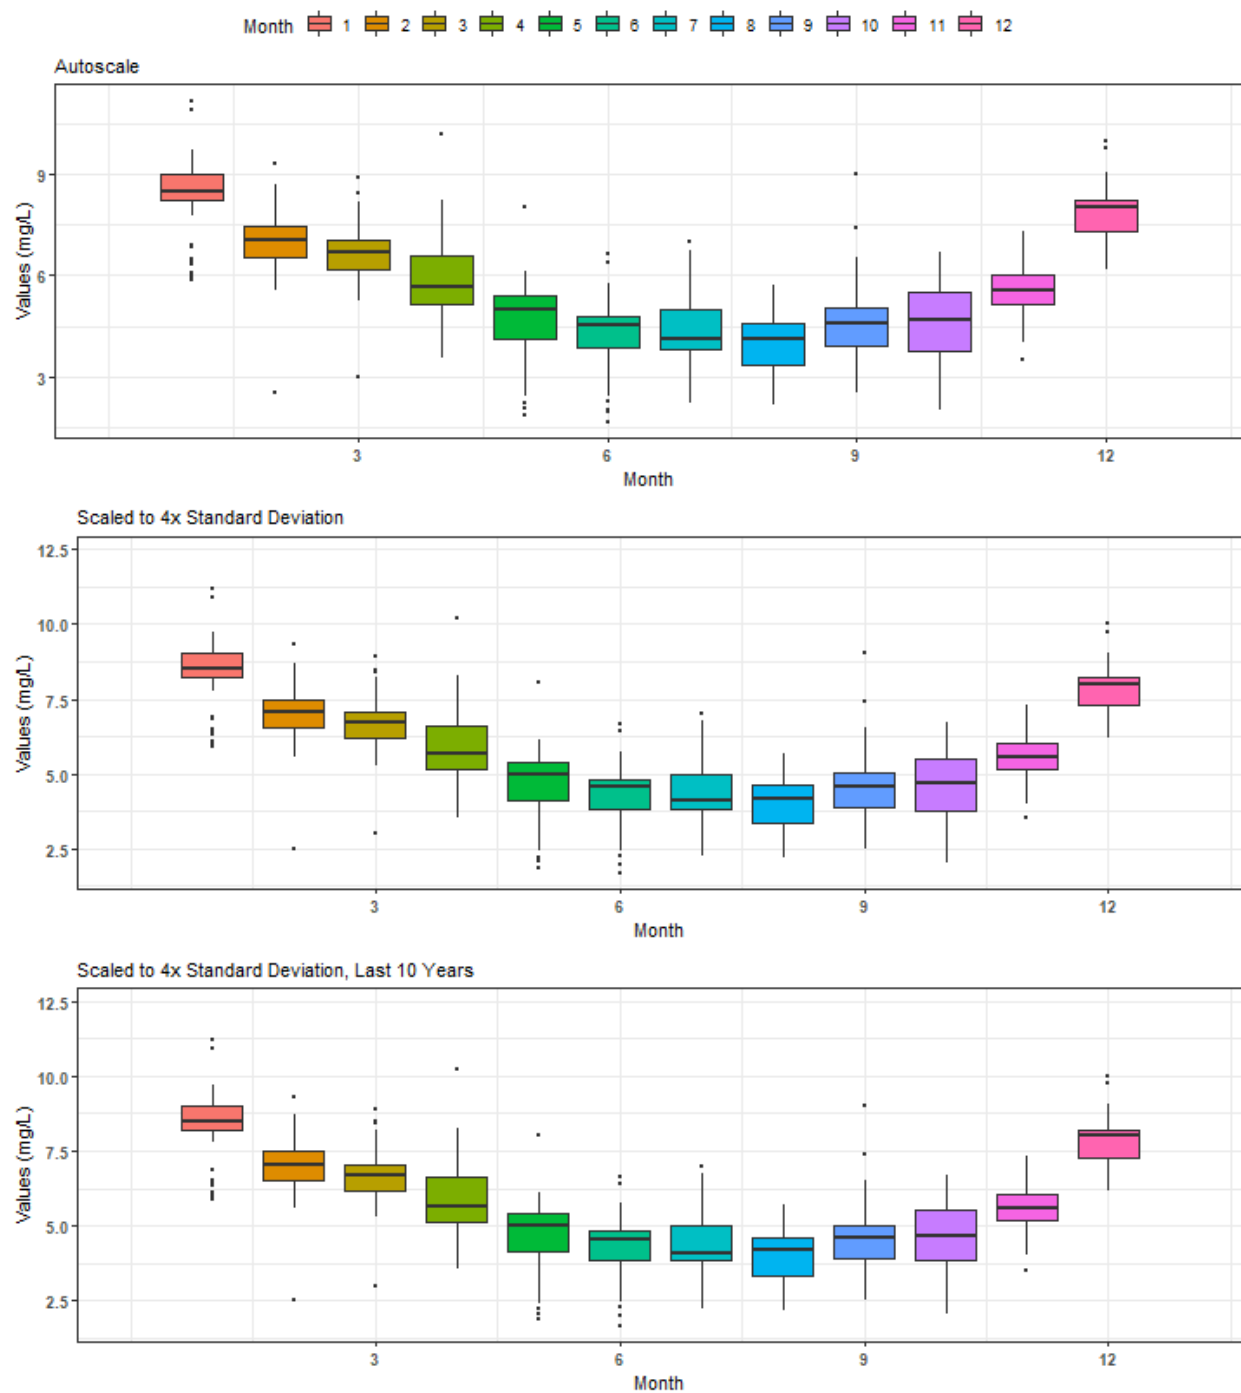 Month 1 2 3 4 5 6 7 8 9 10 11 12
Autoscale
Values (mg/L)
9
6
3
3 6 9 12
Month
Scaled to 4x Standard Deviation
Values (mg/L)
12.5
10.0
7.5
5.0
2.5
3 6 9 12
Month
Scaled to 4x Standard Deviation, Last 10 Years
Values (mg/L)
12.5
10.0
7.5
5.0
2.5
3 6 9 12
Month